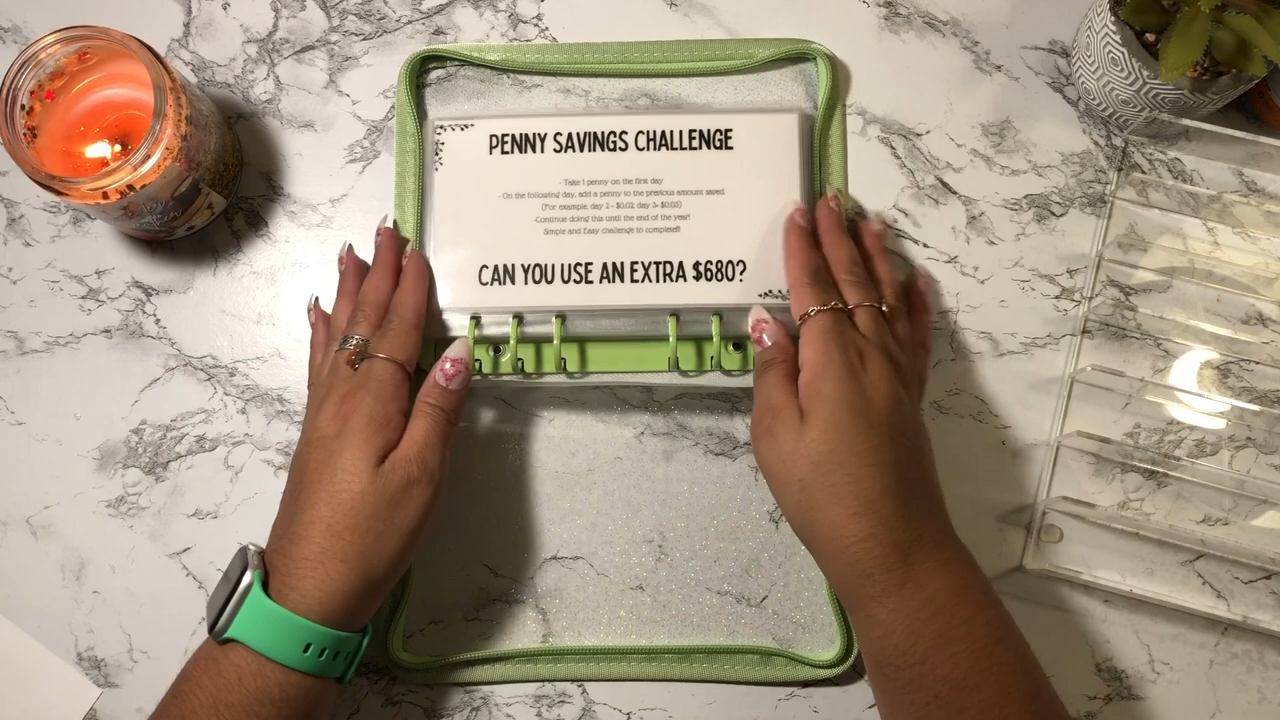 PENNY SAVINGS CHALLENGE
- Take 1 penny on the first day
- On the following day, add a penny to the previous amount saved.
(For example, day 2 - $0.02, day 3- $0.03)
-Continue doing this until the end of the year!
Simple and Easy challenge to complete!!!
CAN YOU USE AN EXTRA $680?